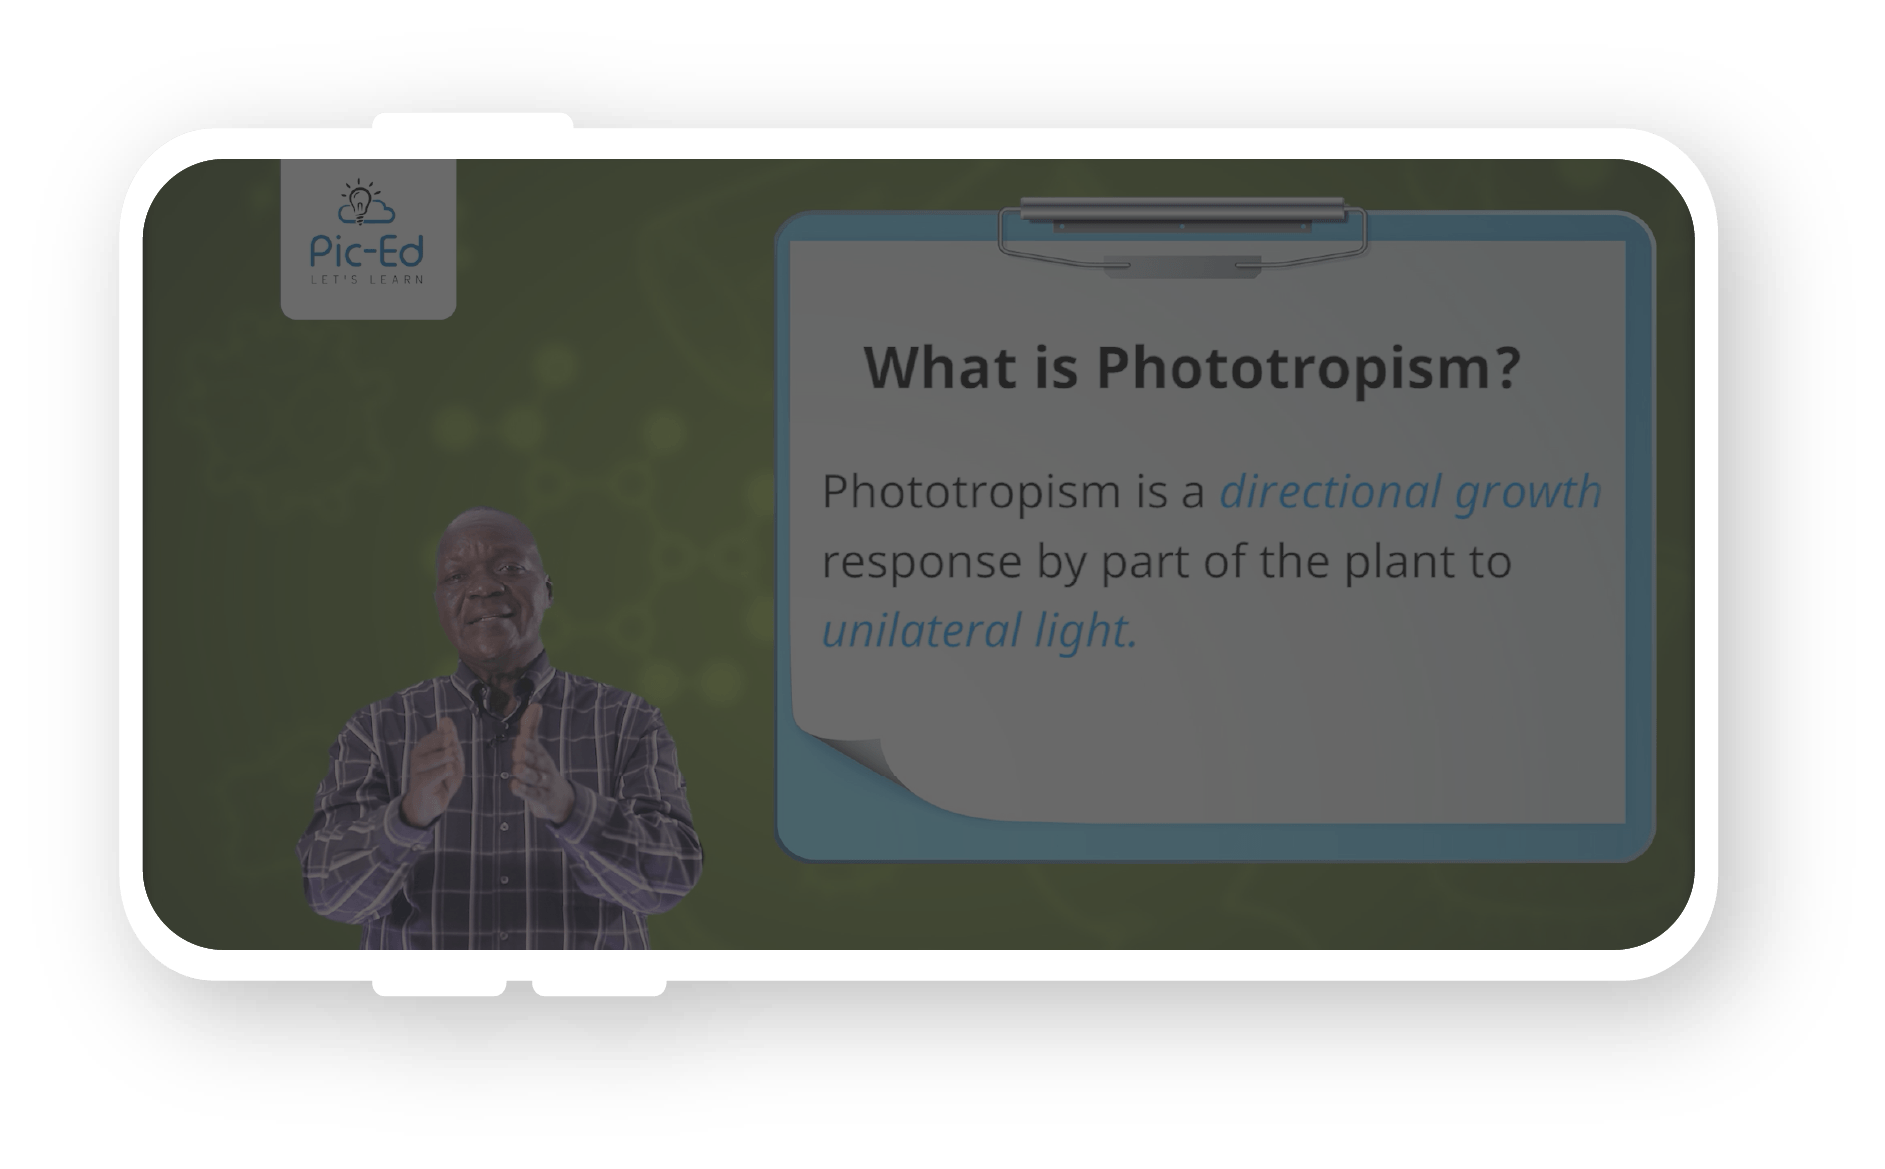 Pic-Ed
LET'S LEARN
What is Phototropism?
Phototropism is a directional growth
response by part of the plant to
unilateral light.